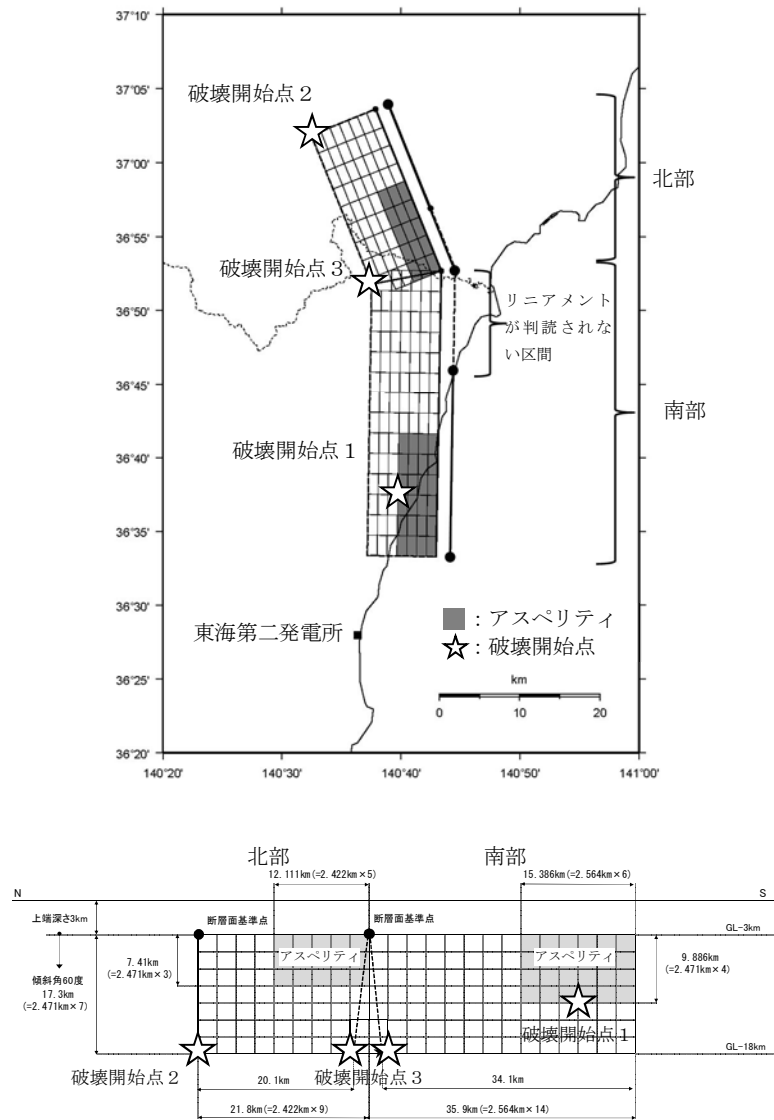 37°10'
37°05'
37°00'
36°55'
36°50'
36°45'
36°40'
36°35'
36°30'
36°25'
36°20'
140°20'
140°30'
140°40'
140°50'
141°00'
破壊開始点２
破壊開始点３
破壊開始点１
北部
リニアメント
が判読されな
い区間
南部
東海第二発電所
：アスペリティ
：破壊開始点
km
0
10
20
北部
南部
12.111km(=2.422km×5)
15.386km(=2.564km×6)
N
S
上端深さ3km
断層面基準点
断層面基準点
GL-3km
7.41km
(=2.471km×3)
アスペリティ
アスペリティ
9.886km
(=2.471km×4)
傾斜角60度
17.3km
(=2.471km×7)
破壊開始点１
GL-18km
破壊開始点２
破壊開始点３
20.1km
34.1km
21.8km(=2.422km×9)
35.9km(=2.564km×14)